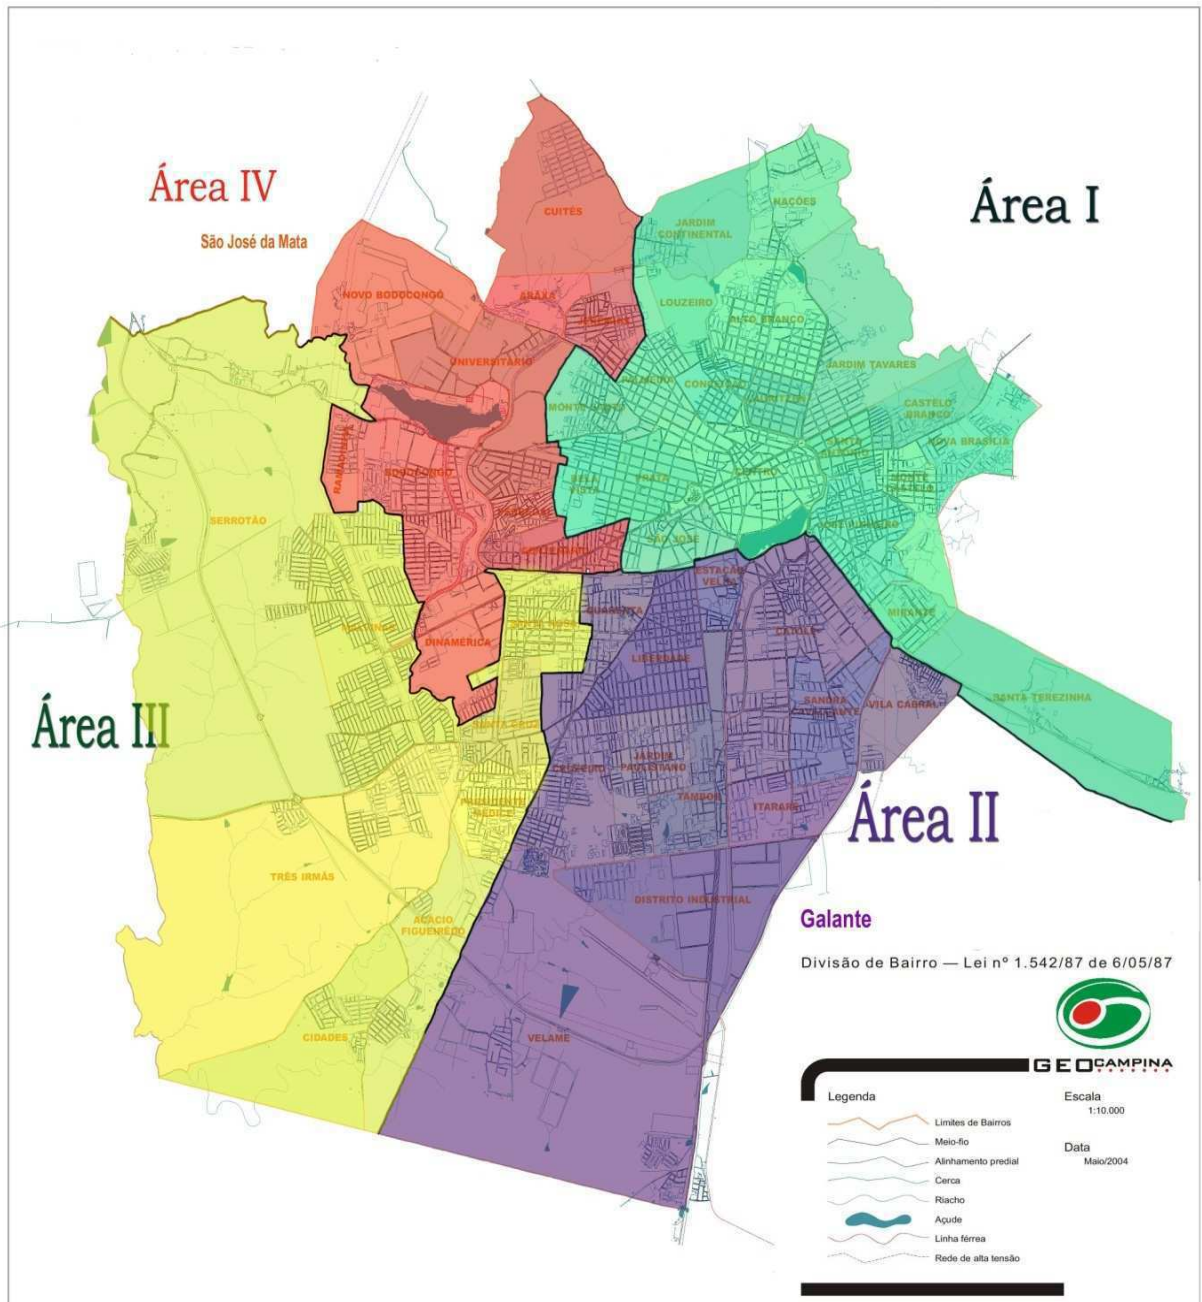 Área IV
São José da Mata
Área I
CUITÉS
NAÇÕES
JARDIM
CONTINENTAL
NOVO BODOCONGÓ
ARAXÁ
LOUZEIRO
ALTO BRANCO
UNIVERSITÁRIO
JARDIM TAVARES
CASTELO
BRANCO
NOVA BRASÍLIA
CENTRO
PRATA
BELA
VISTA
SÃO JOSÉ
RAMADINHA
BODOCONGÓ
SERROTÃO
ESTAÇÃO
VELHA
MIRANTE
CATOLÉ
DINAMÉRICA
LIBERDADE
SANTA TEREZINHA
SANDRA
CAVALCANTE
VILA CABRAL
Área III
SANTA CRUZ
JARDIM
PAULISTANO
CRUZEIRO
TAMBOR
ITARARÉ
PRESIDENTE
MÉDICI
Área II
TRÊS IRMÃS
DISTRITO INDUSTRIAL
ACÁCIO
FIGUEIREDO
Galante
Divisão de Bairro — Lei nº 1.542/87 de 6/05/87
CIDADES
VELAME
GEOCAMPINA
Legenda
Escala
1:10.000
Limites de Bairros
Meio-fio
Data
Maio/2004
Alinhamento predial
Cerca
Riacho
Açude
Linha férrea
Rede de alta tensão